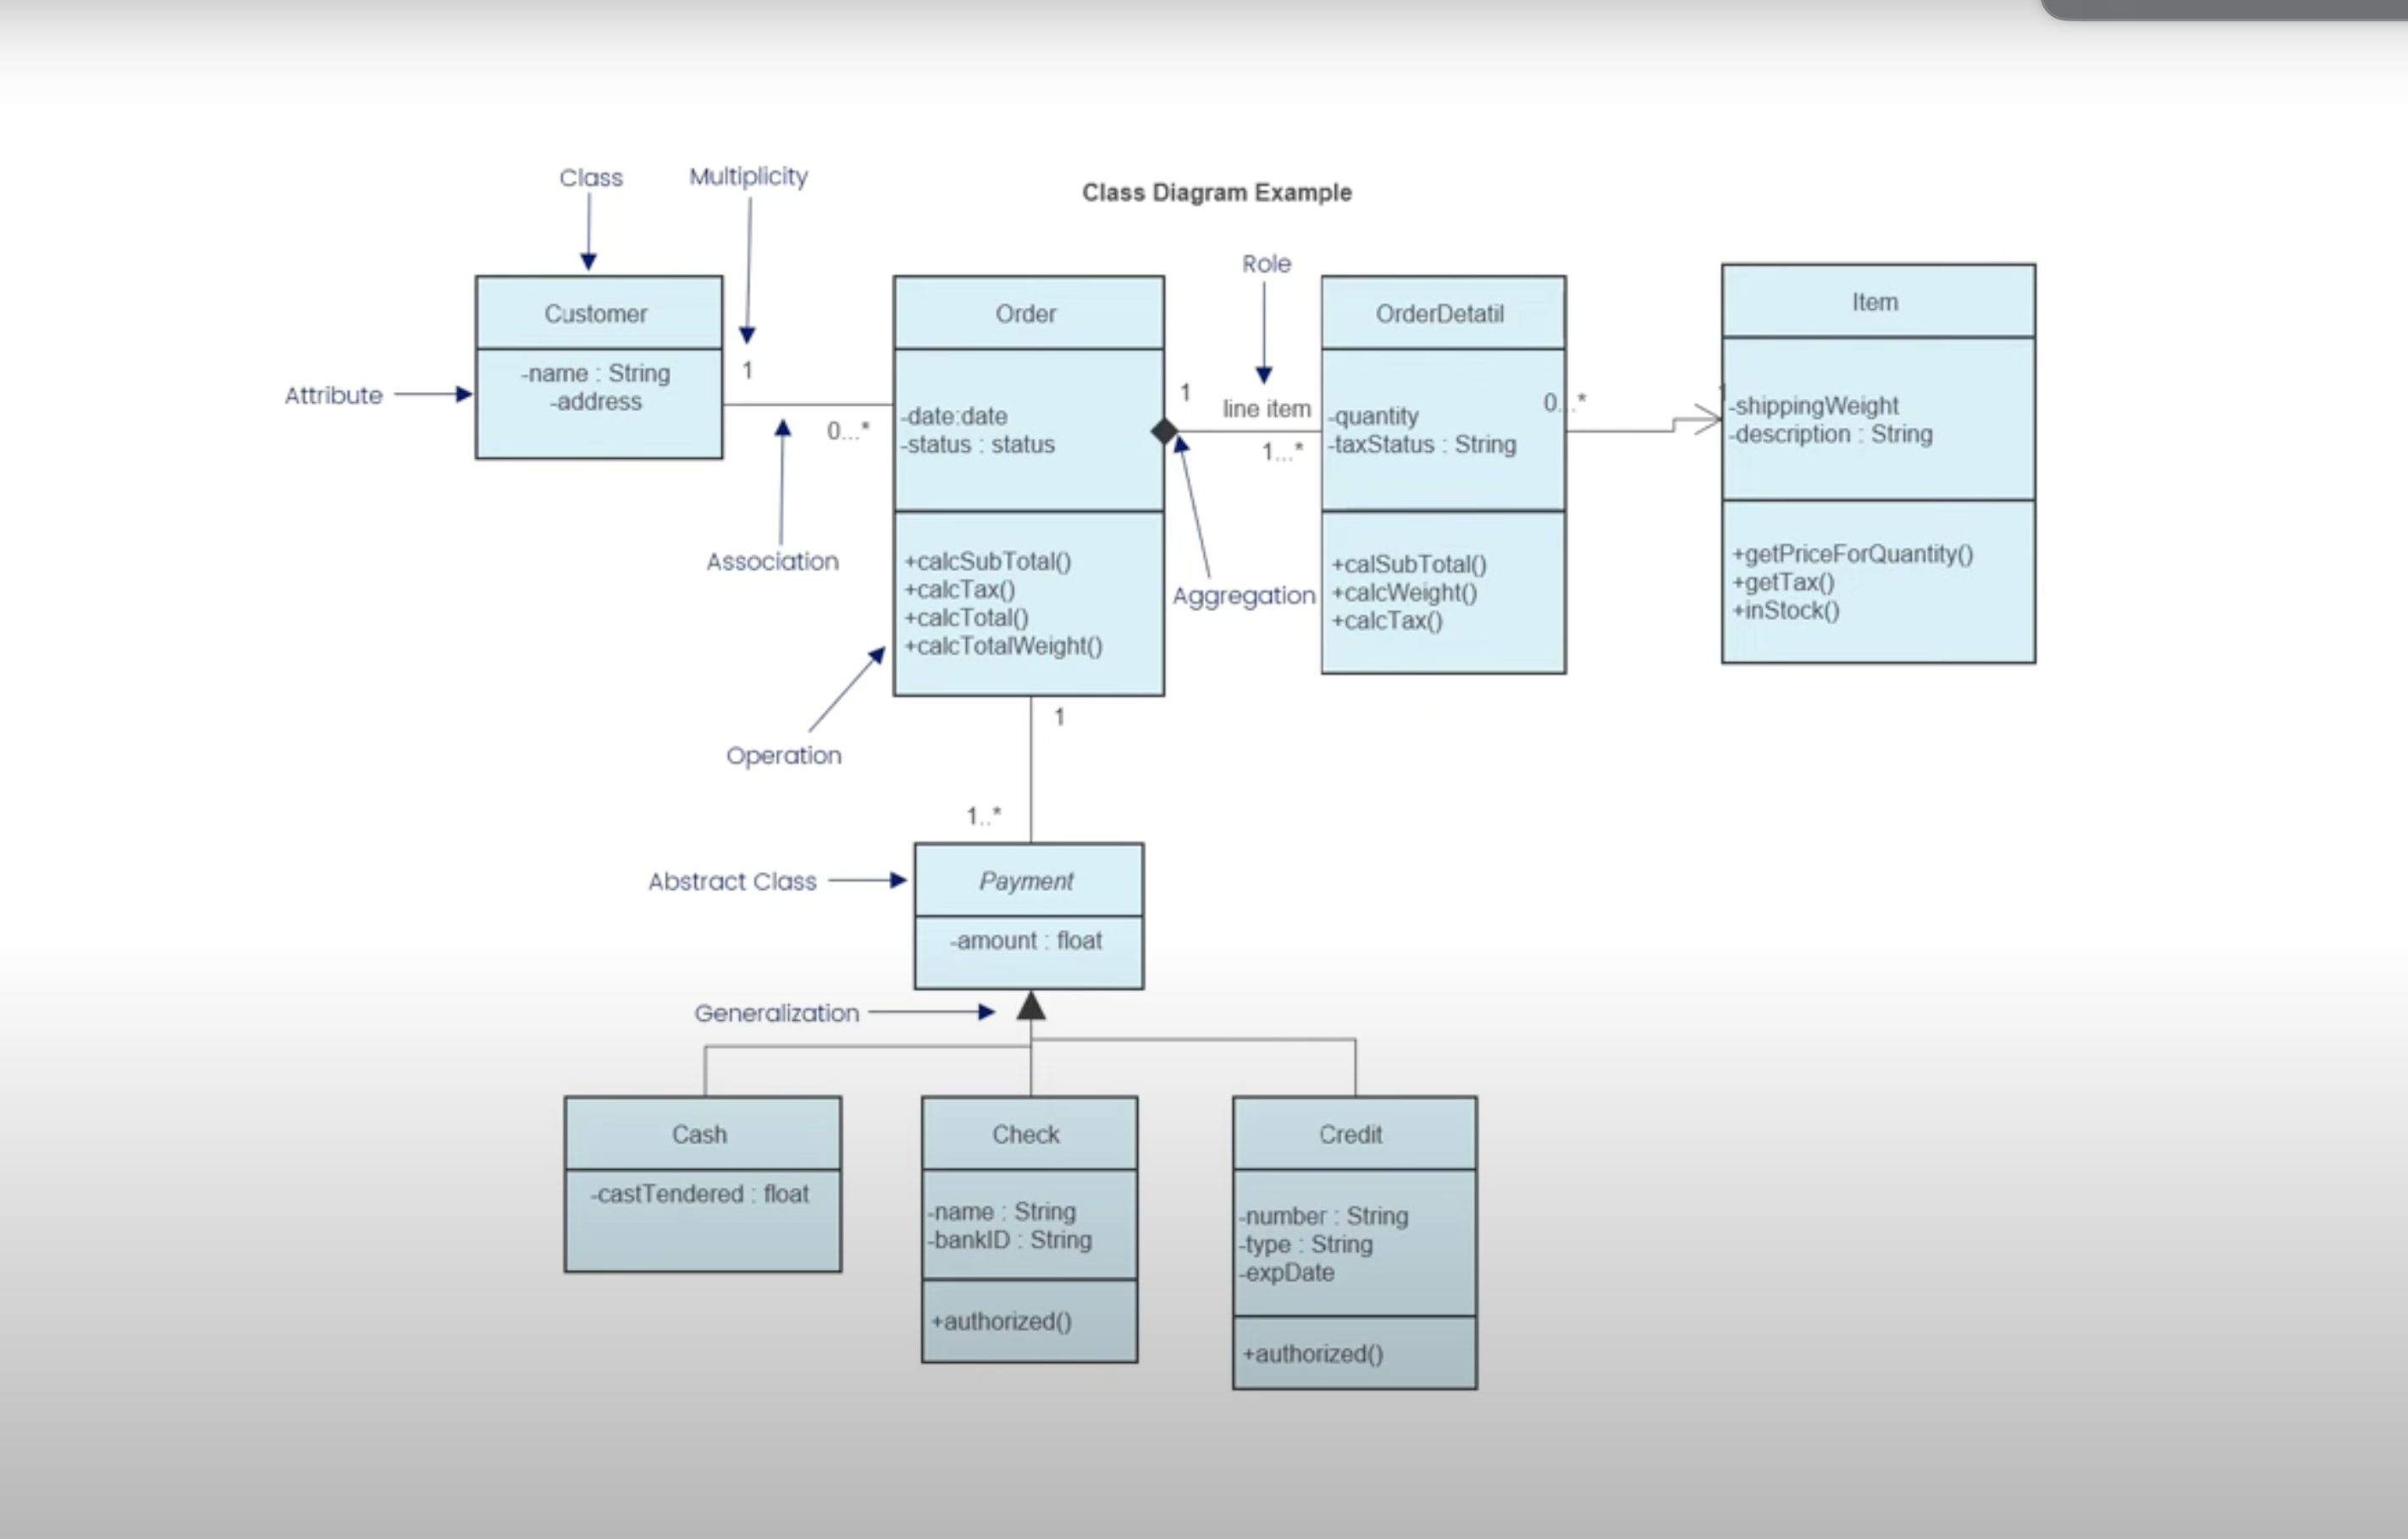 Class
Multiplicity
Class Diagram Example
Role
Customer
Order
OrderDetatil
Item
Attribute
-name : String
-address
1
0...*
-date:date
-status : status
1
line item
1...*
-quantity
-taxStatus : String
0...*
1
-shippingWeight
-description : String
Association
+calcSubTotal()
+calcTax()
+calcTotal()
+calcTotalWeight()
Aggregation
+calSubTotal()
+calcWeight()
+calcTax()
+getPriceForQuantity()
+getTax()
+inStock()
Operation
1
1..*
Abstract Class
Payment
-amount : float
Generalization
Cash
-castTendered : float
Check
-name : String
-bankID : String
+authorized()
Credit
-number : String
-type : String
-expDate
+authorized()